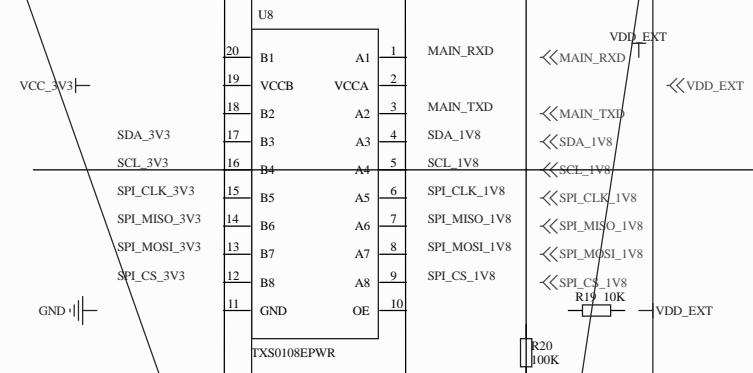 U8
VDD_EXT
20 B1 A1 1 MAIN_RXD MAIN_RXD
VCC_3V3 19 VCCB VCCA 2 VDD_EXT
18 B2 A2 3 MAIN_TXD MAIN_TXD
SDA_3V3 17 B3 A3 4 SDA_1V8 SDA_1V8
SCL_3V3 16 B4 A4 5 SCL_1V8 SCL_1V8
SPI_CLK_3V3 15 B5 A5 6 SPI_CLK_1V8 SPI_CLK_1V8
SPI_MISO_3V3 14 B6 A6 7 SPI_MISO_1V8 SPI_MISO_1V8
SPI_MOSI_3V3 13 B7 A7 8 SPI_MOSI_1V8 SPI_MOSI_1V8
SPI_CS_3V3 12 B8 A8 9 SPI_CS_1V8 SPI_CS_1V8
R19 10K
GND 11 GND OE 10 VDD_EXT
TXS0108EPWR
R20
100K